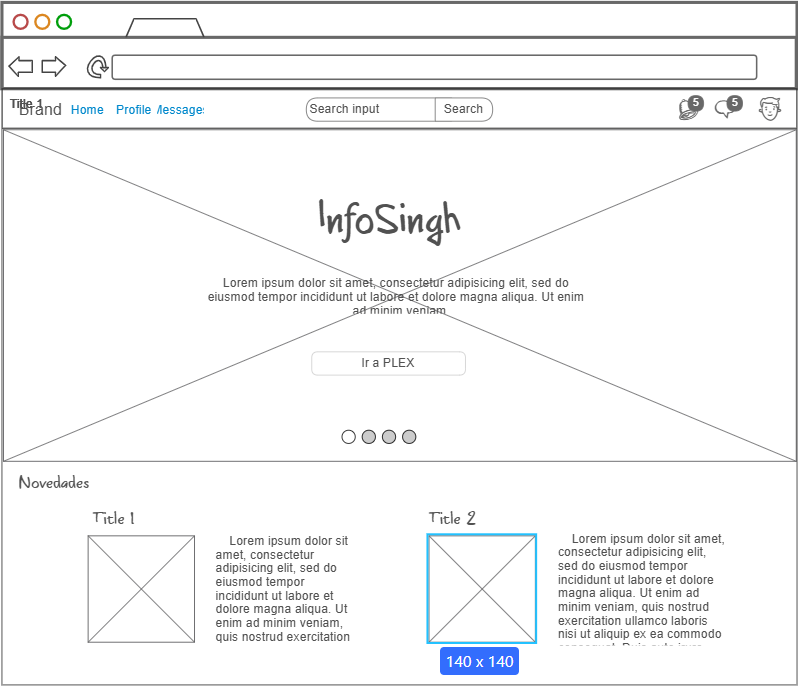 Title 1
Brand
Home
Profile
Messages
Search input
Search
5
5
InfoSingh
Lorem ipsum dolor sit amet, consectetur adipisicing elit, sed do
eiusmod tempor incididunt ut labore et dolore magna aliqua. Ut enim
ad minim veniam
Ir a PLEX
Novedades
Title 1
Lorem ipsum dolor sit
amet, consectetur
adipisicing elit, sed do
eiusmod tempor
incididunt ut labore et
dolore magna aliqua. Ut
enim ad minim veniam,
quis nostrud exercitation
Title 2
Lorem ipsum dolor sit amet,
consectetur adipisicing elit,
sed do eiusmod tempor
incididunt ut labore et dolore
magna aliqua. Ut enim ad
minim veniam, quis nostrud
exercitation ullamco laboris
nisi ut aliquip ex ea commodo
140 x 140